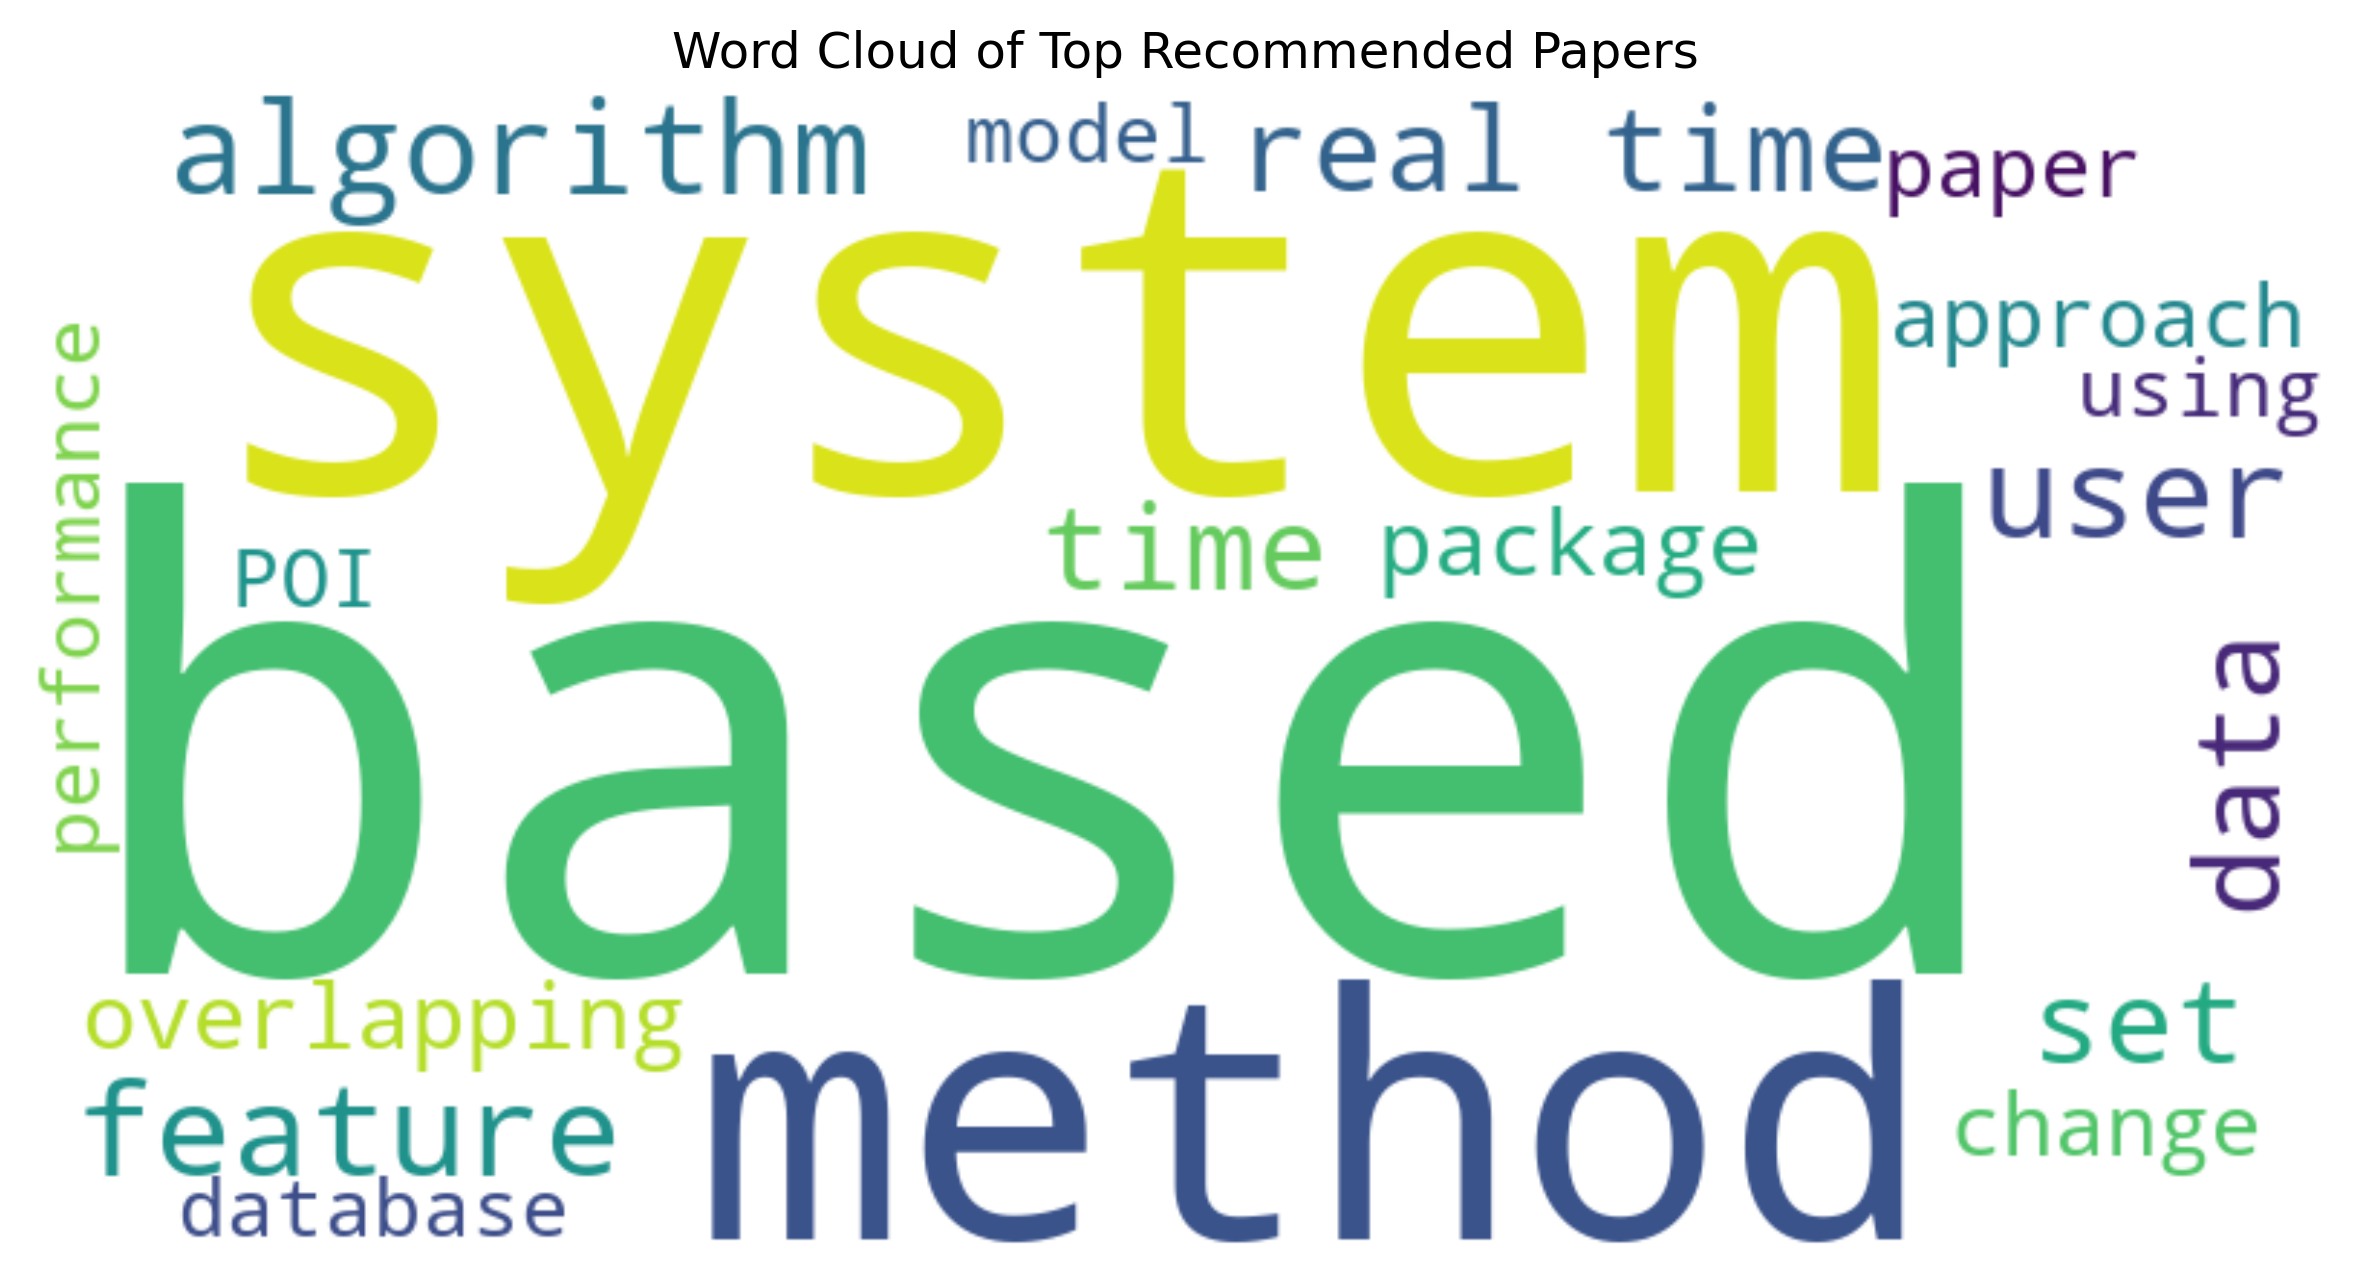 Word Cloud of Top Recommended Papers
algorithm
model
real time
paper
system
approach
using
performance
user
POI
time
package
based
data
overlapping
method
set
feature
change
database